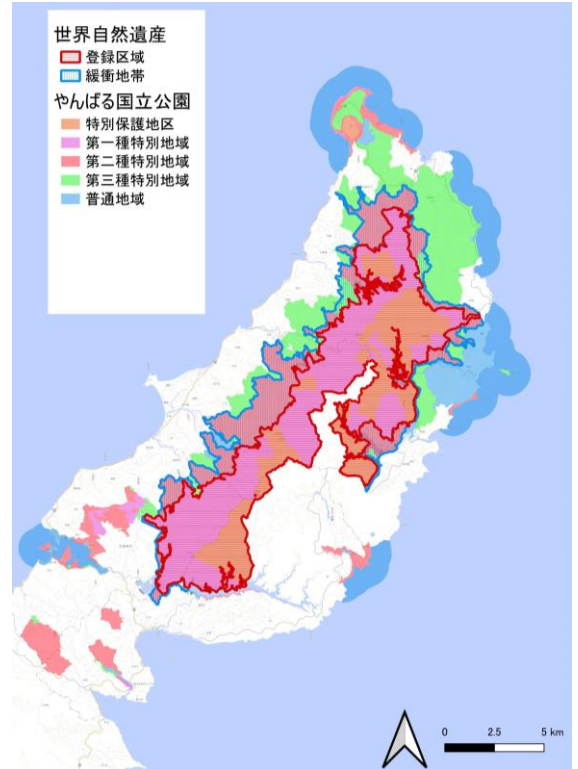 世界自然遺産
登録区域
緩衝地帯
やんばる国立公園
特別保護地区
第一種特別地域
第二種特別地域
第三種特別地域
普通地域
0 2.5 5 km